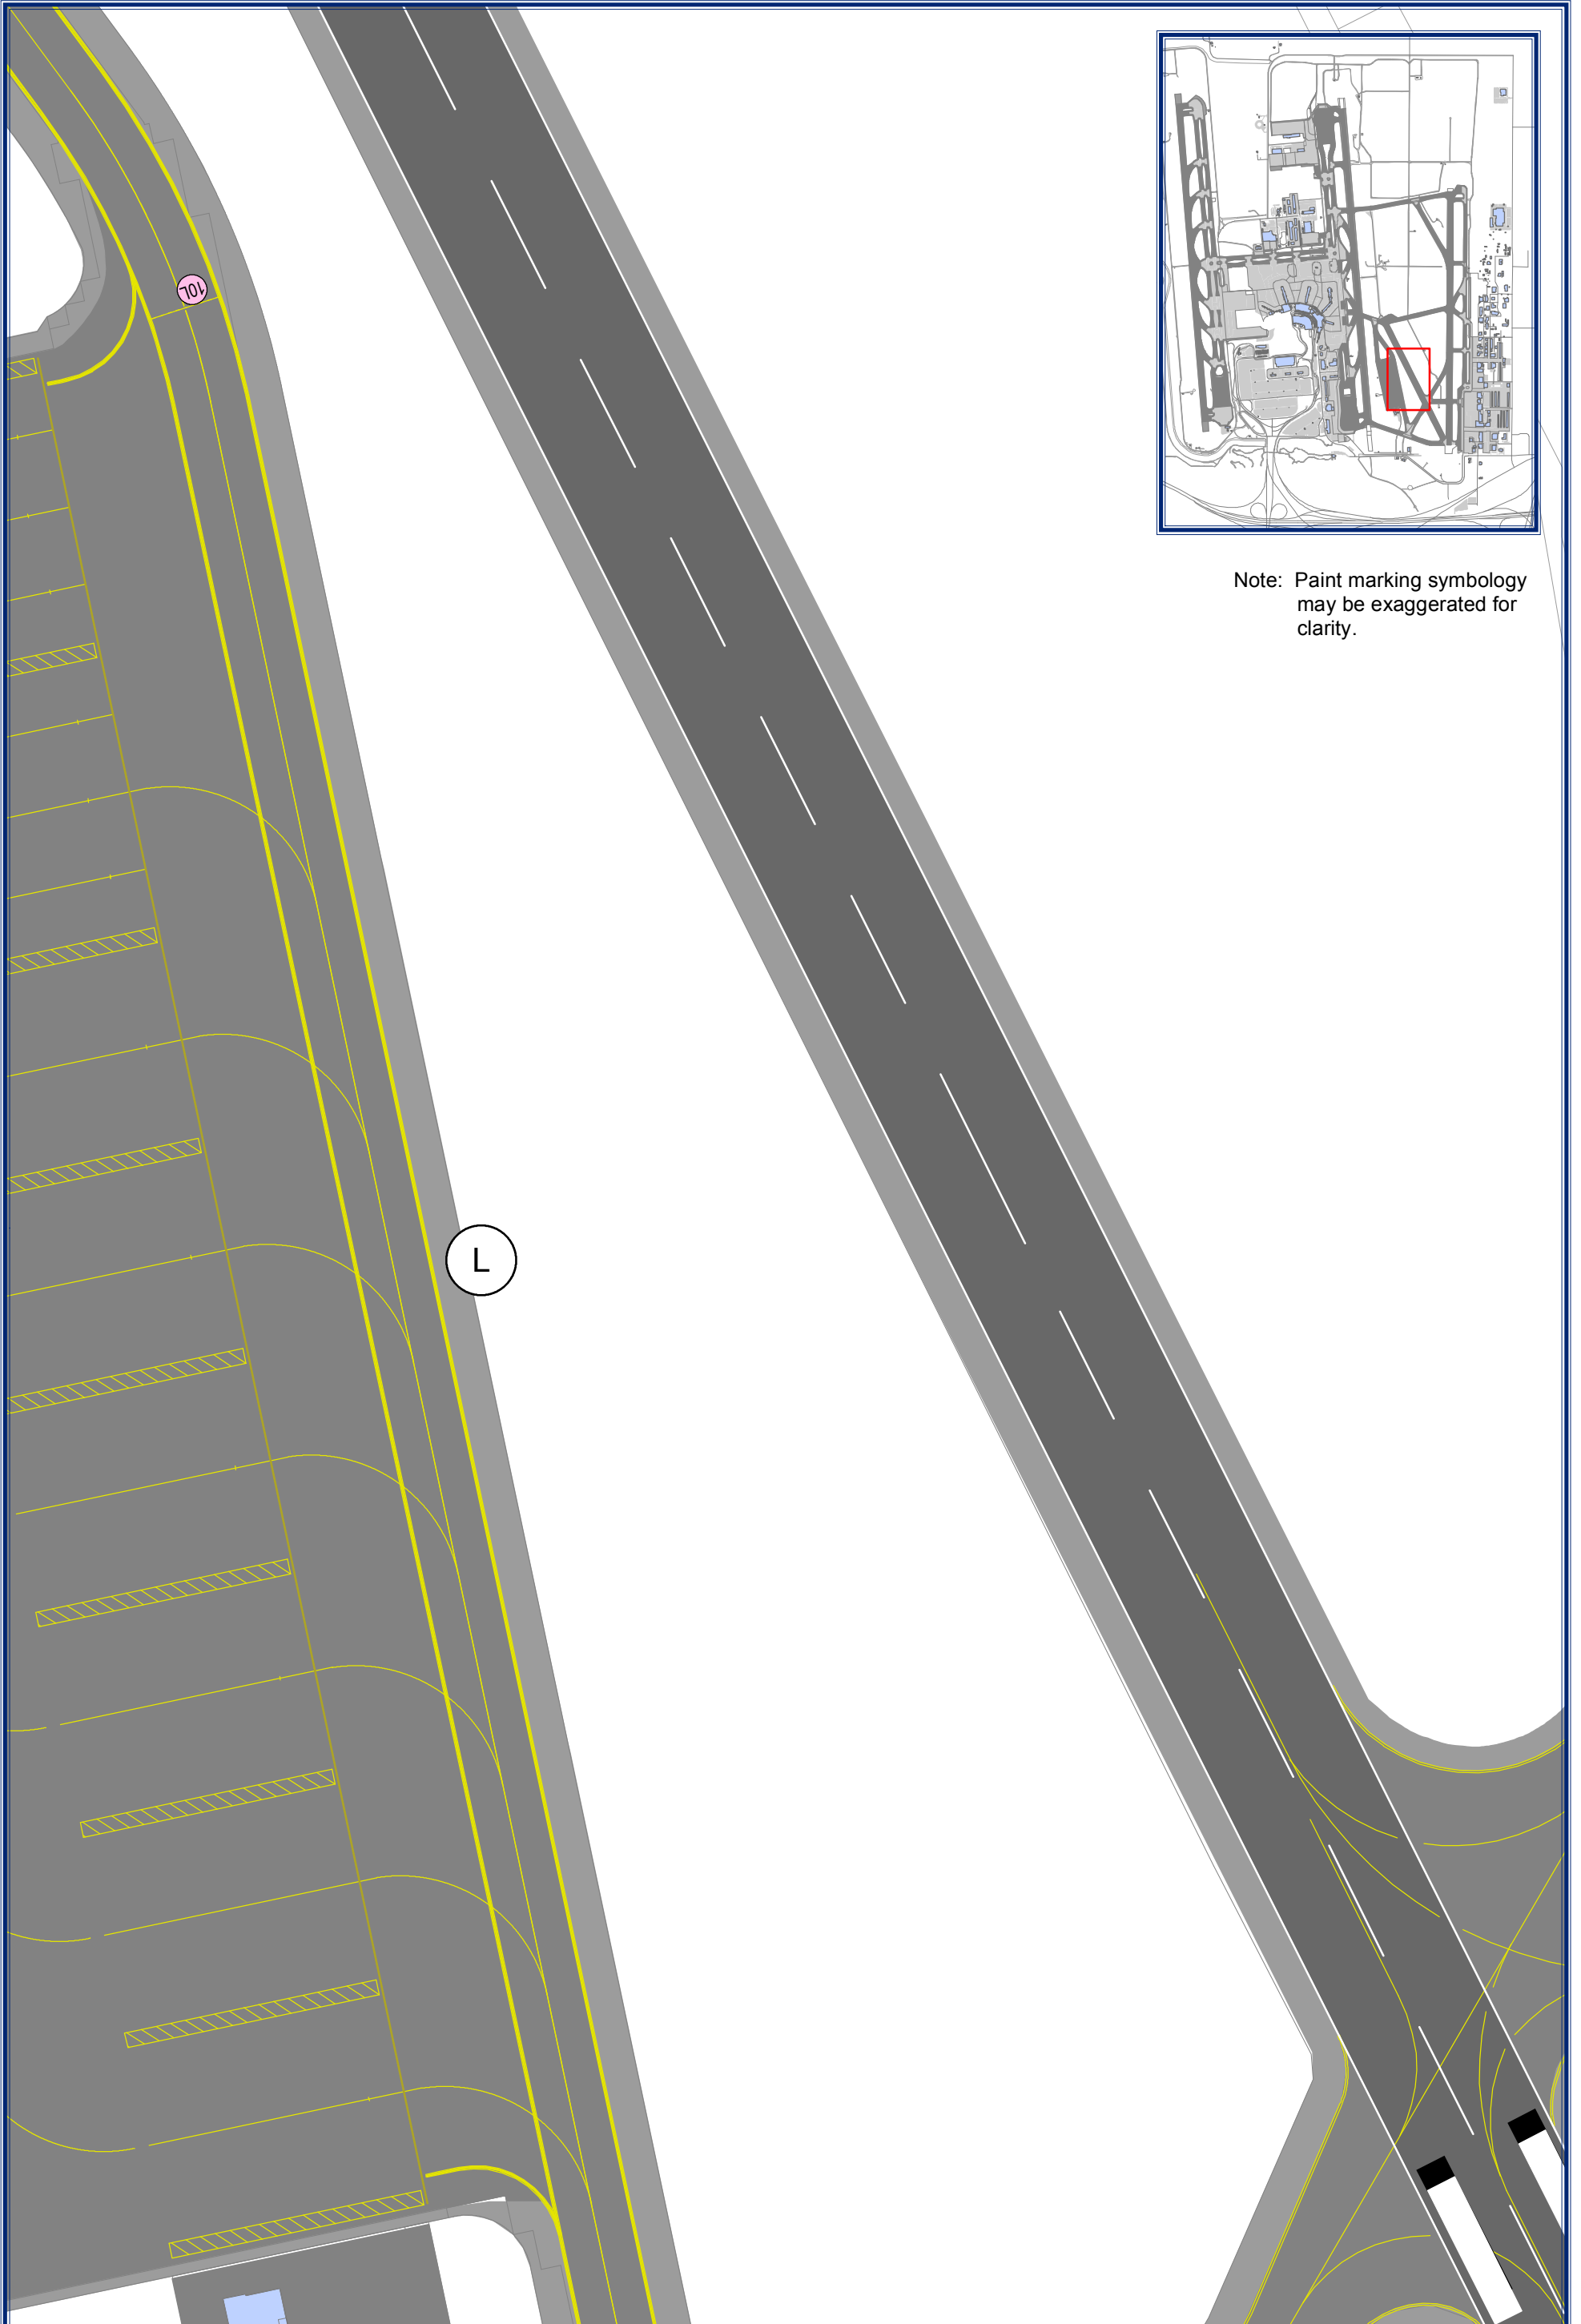 10L
Note: Paint marking symbology
may be exaggerated for
clarity.
L